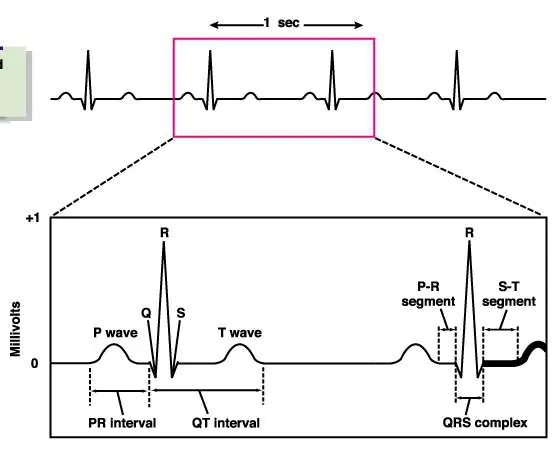 1 sec
+1
R
R
P-R
segment
S-T
segment
Q
S
P wave
T wave
Millivolts
0
PR interval
QT interval
QRS complex